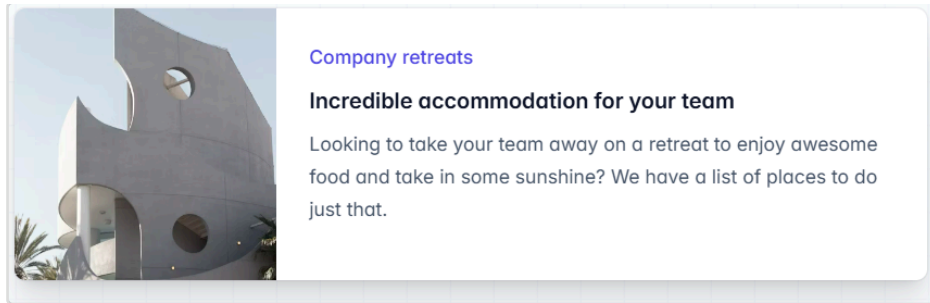 Company retreats
Incredible accommodation for your team
Looking to take your team away on a retreat to enjoy awesome
food and take in some sunshine? We have a list of places to do
just that.